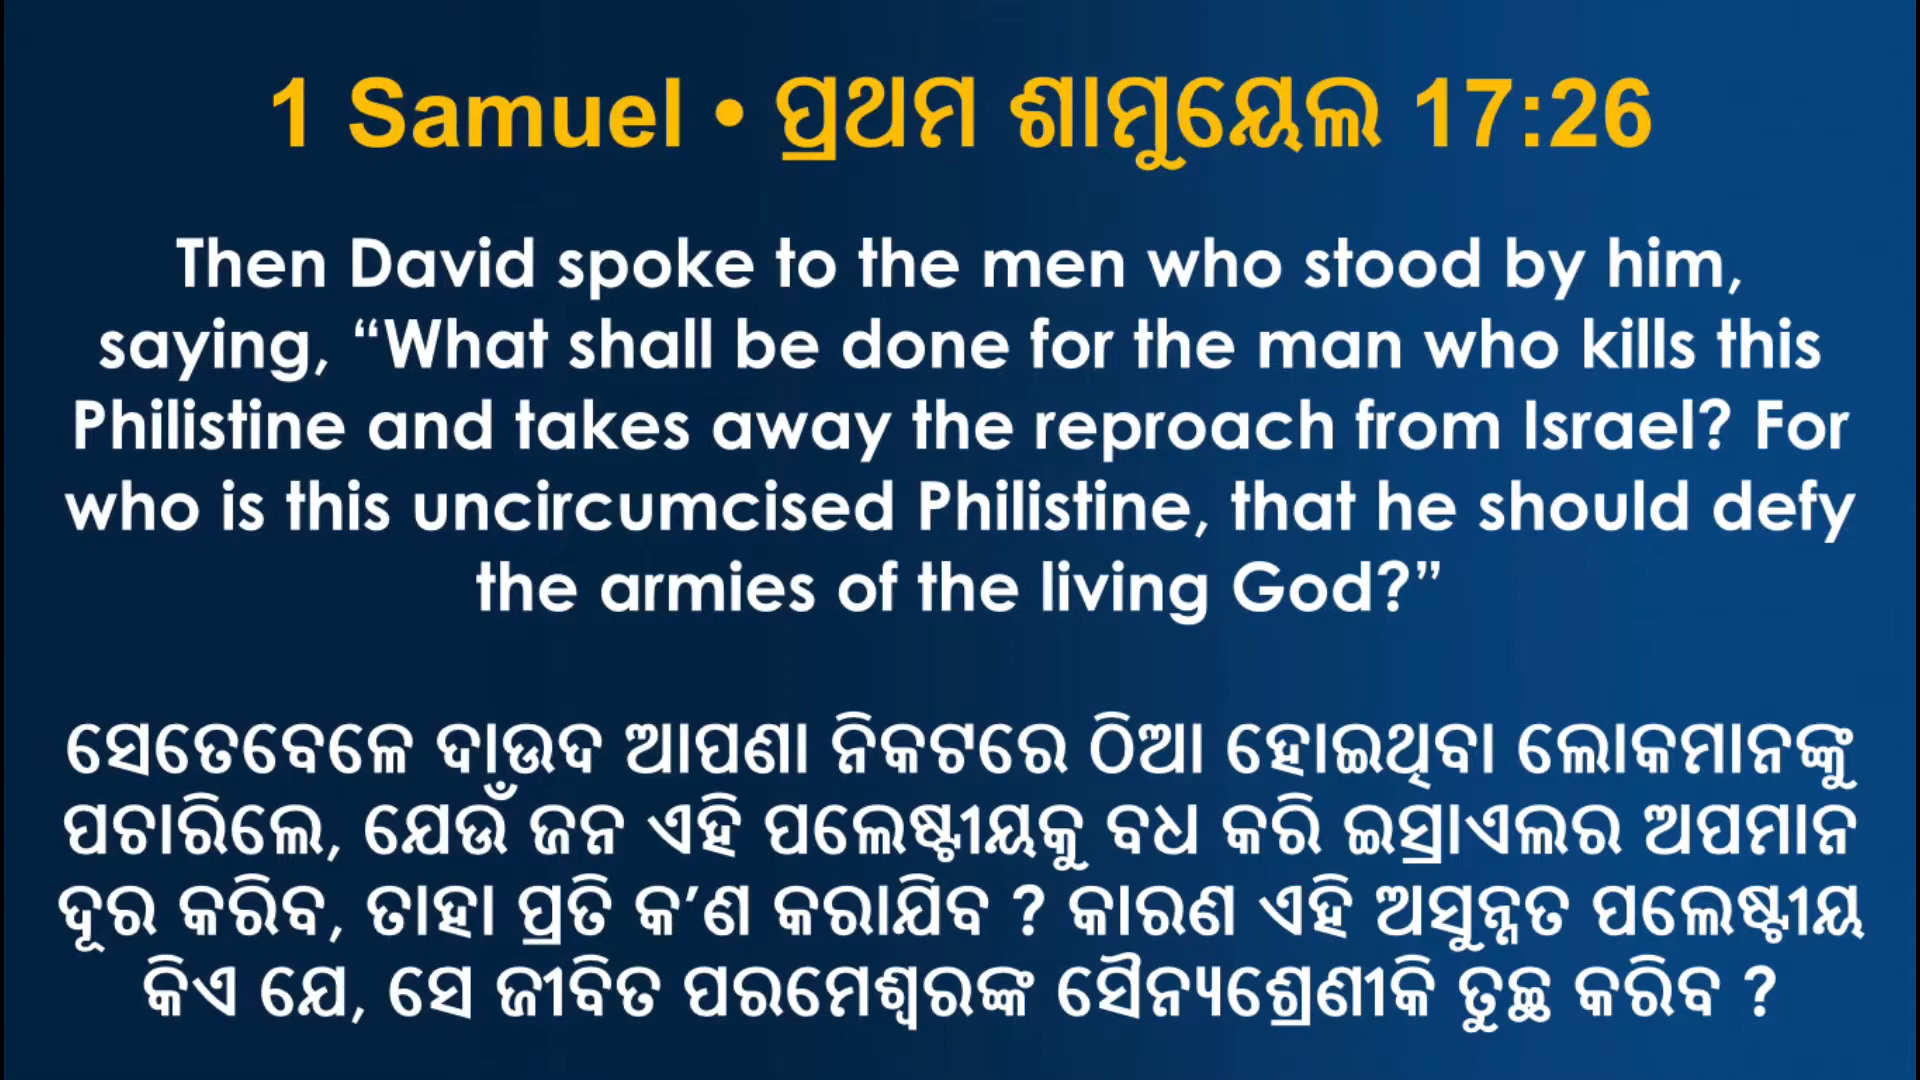 1 Samuel • ପ୍ରଥମ ଶାମୁୟେଲ 17:26
Then David spoke to the men who stood by him,
saying, “What shall be done for the man who kills this
Philistine and takes away the reproach from Israel? For
who is this uncircumcised Philistine, that he should defy
the armies of the living God?”
ସେତେବେଳେ ଦାଉଦ ଆପଣା ନିକଟରେ ଠିଆ ହୋଇଥିବା ଲୋକମାନଙ୍କୁ
ପଚାରିଲେ, ଯେଉଁ ଜନ ଏହି ପଲେଷ୍ଟୀୟକୁ ବଧ କରି ଇସ୍ରାଏଲର ଅପମାନ
ଦୂର କରିବ, ତାହା ପ୍ରତି କ’ଣ କରାଯିବ ? କାରଣ ଏହି ଅସୁନ୍ନତ ପଲେଷ୍ଟୀୟ
କିଏ ଯେ, ସେ ଜୀବିତ ପରମେଶ୍ୱରଙ୍କ ସୈନ୍ୟଶ୍ରେଣୀକି ତୁଚ୍ଛ କରିବ ?